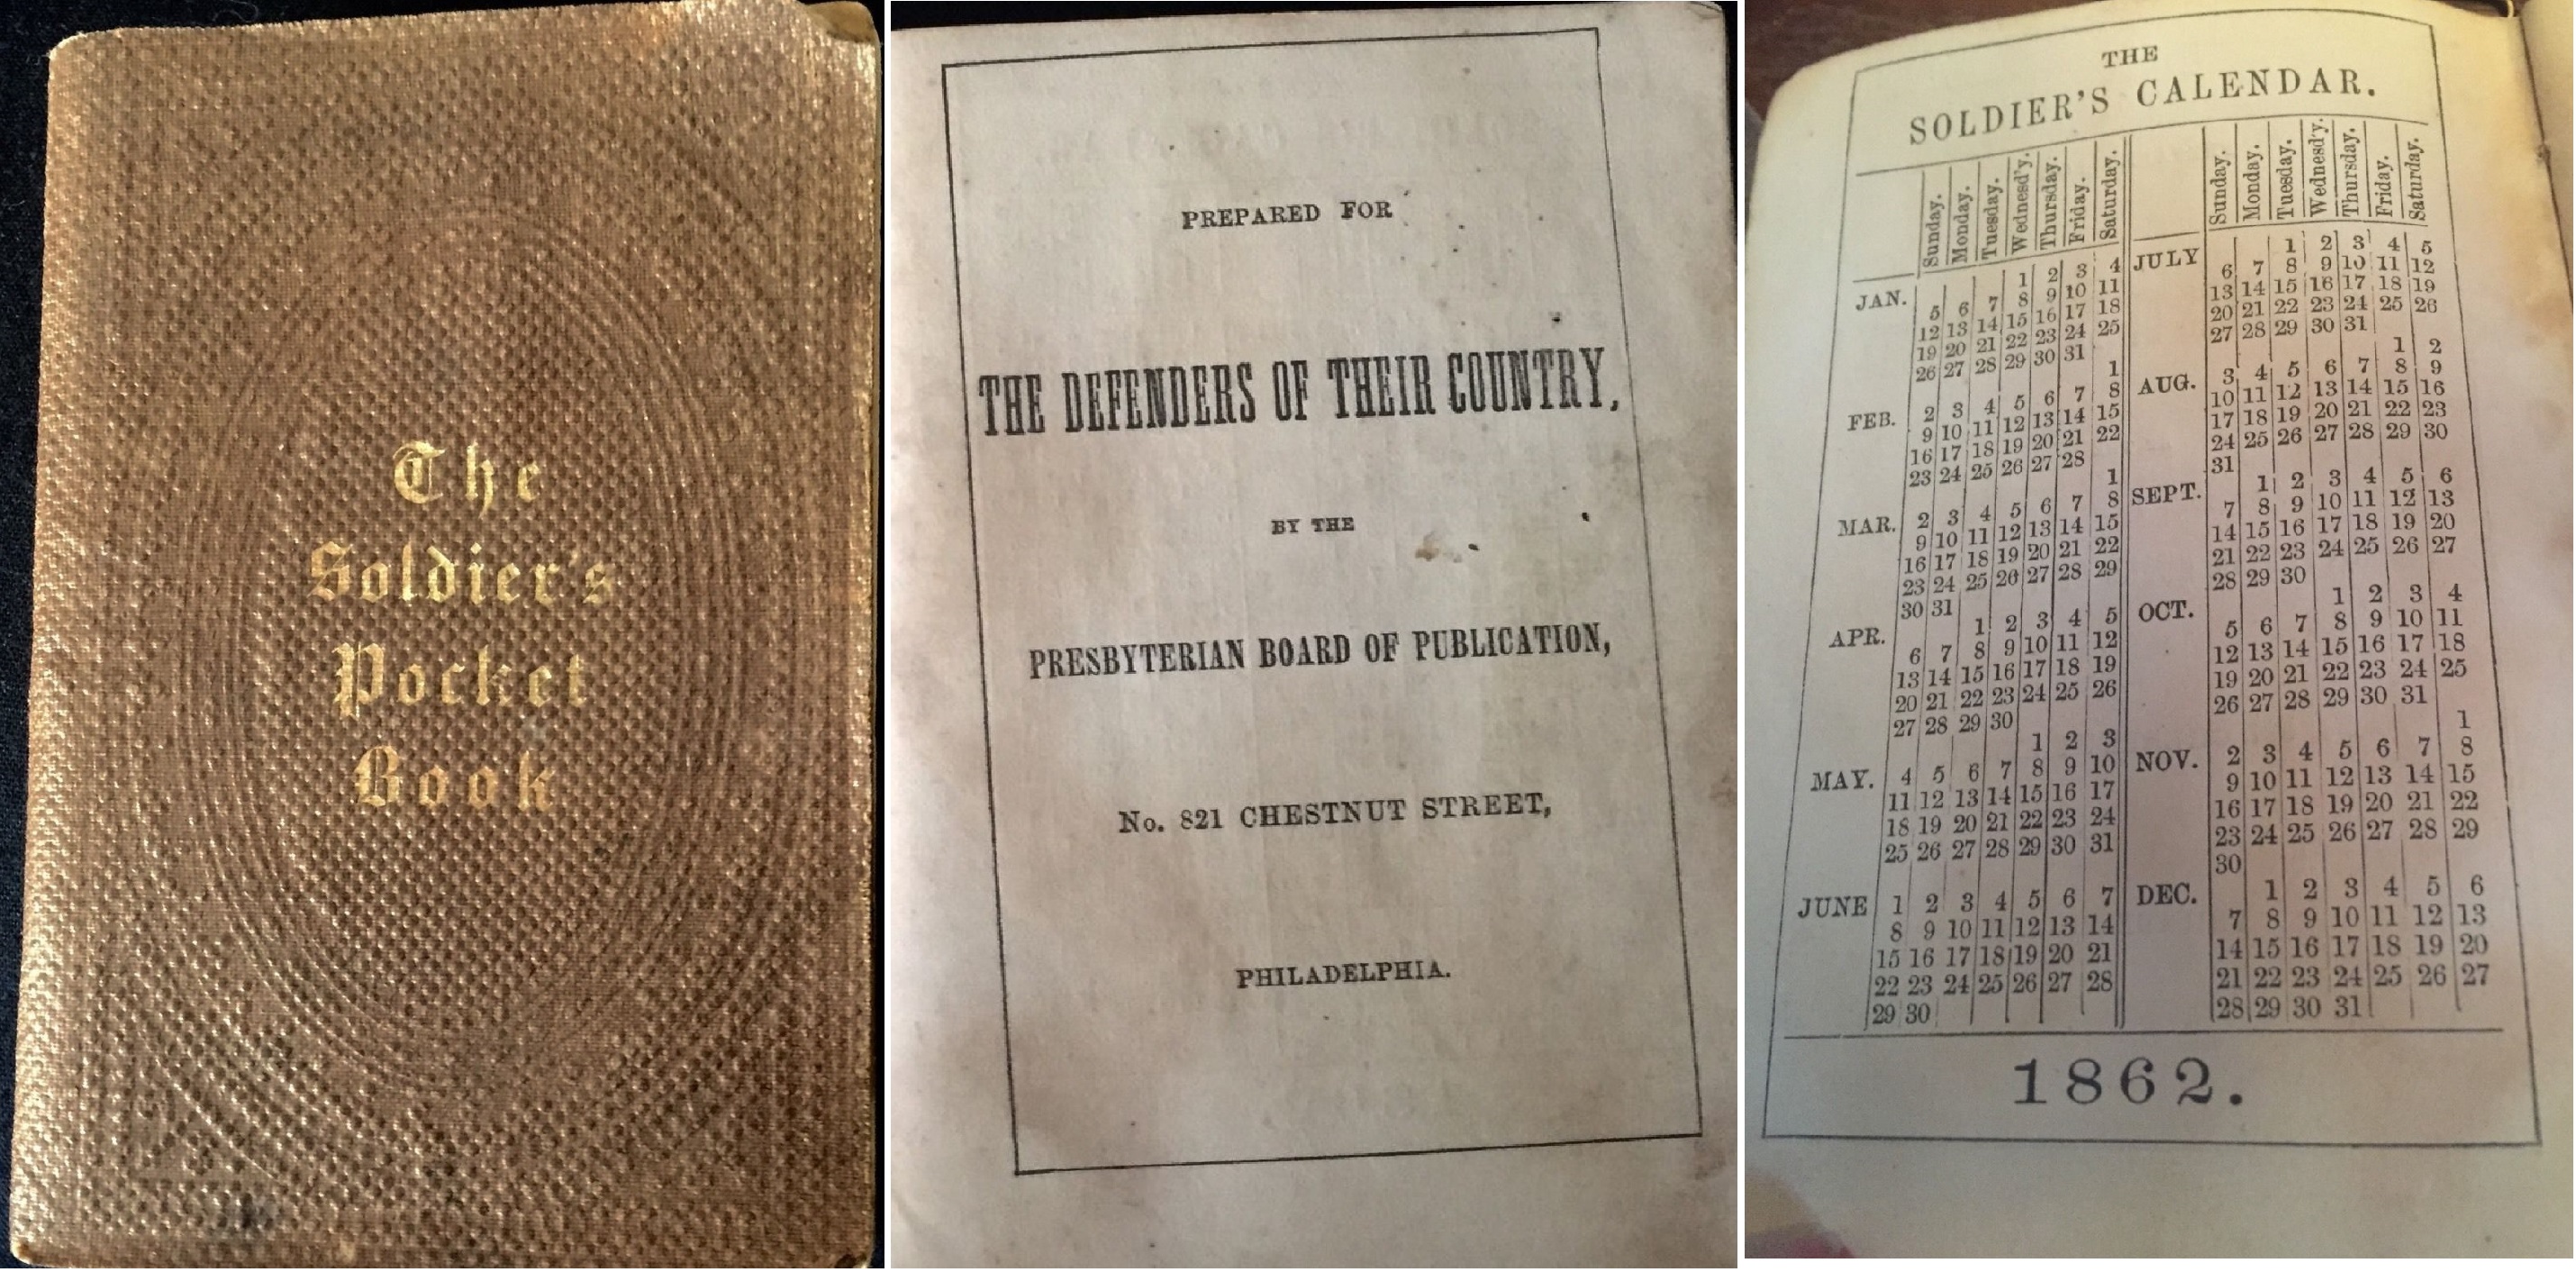 The
Soldier's
Pocket
Book
PREPARED FOR
THE DEFENDERS OF THEIR COUNTRY,
BY THE
PRESBYTERIAN BOARD OF PUBLICATION,
No. 821 CHESTNUT STREET,
PHILADELPHIA.
THE
SOLDIER'S CALENDAR.
Sunday. Monday. Tuesday. Wednesd'y. Thursday. Friday. Saturday.
1 2 3 4
JAN. 5 6 7 8 9 10 11
12 13 14 15 16 17 18
19 20 21 22 23 24 25
26 27 28 29 30 31
1
FEB. 2 3 4 5 6 7 8
9 10 11 12 13 14 15
16 17 18 19 20 21 22
23 24 25 26 27 28
1
MAR. 2 3 4 5 6 7 8
9 10 11 12 13 14 15
16 17 18 19 20 21 22
23 24 25 26 27 28 29
30 31
APR. 1 2 3 4 5
6 7 8 9 10 11 12
13 14 15 16 17 18 19
20 21 22 23 24 25 26
27 28 29 30
1 2 3
MAY. 4 5 6 7 8 9 10
11 12 13 14 15 16 17
18 19 20 21 22 23 24
25 26 27 28 29 30 31
JUNE 1 2 3 4 5 6 7
8 9 10 11 12 13 14
15 16 17 18 19 20 21
22 23 24 25 26 27 28
29 30
Sunday. Monday. Tuesday. Wednesd'y. Thursday. Friday. Saturday.
JULY 1 2 3 4 5
6 7 8 9 10 11 12
13 14 15 16 17 18 19
20 21 22 23 24 25 26
27 28 29 30 31
1 2
AUG. 3 4 5 6 7 8 9
10 11 12 13 14 15 16
17 18 19 20 21 22 23
24 25 26 27 28 29 30
31
SEPT. 1 2 3 4 5 6
7 8 9 10 11 12 13
14 15 16 17 18 19 20
21 22 23 24 25 26 27
28 29 30
OCT. 1 2 3 4
5 6 7 8 9 10 11
12 13 14 15 16 17 18
19 20 21 22 23 24 25
26 27 28 29 30 31
1
NOV. 2 3 4 5 6 7 8
9 10 11 12 13 14 15
16 17 18 19 20 21 22
23 24 25 26 27 28 29
30
DEC. 1 2 3 4 5 6
7 8 9 10 11 12 13
14 15 16 17 18 19 20
21 22 23 24 25 26 27
28 29 30 31
1862.